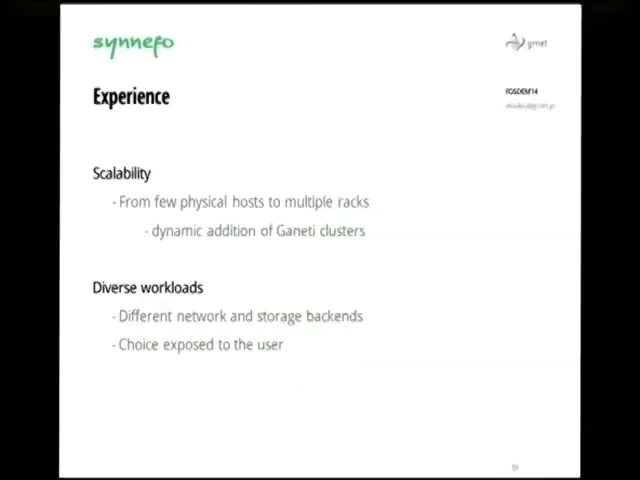 synnefo
grnet
Experience
FOSDEM14
Scalability
- From few physical hosts to multiple racks
- dynamic addition of Ganeti clusters
Diverse workloads
- Different network and storage backends
- Choice exposed to the user